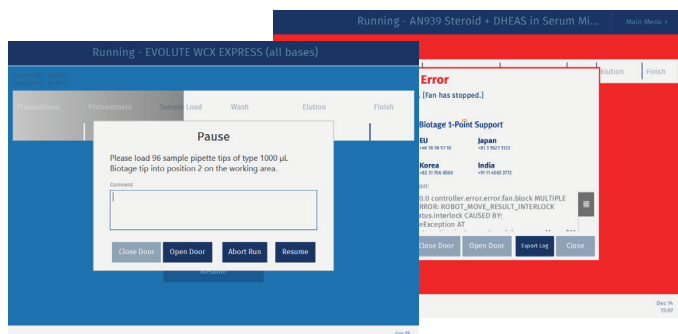 Running - AN939 Steroid + DHEAS in Serum Mi...
Main Menu
Elution
Finish
Error
[Fan has stopped.]
Biotage 1-Point Support
EU
Japan
Korea
India
0.0 controller.error.error.fan.block MULTIPLE
RROR: ROBOT_MOVE_RESULT_INTERLOCK
tus.interlock CAUSED BY:
eException AT
Close Door
Open Door
Export Log
Close
Dec 14
13:07
Running - EVOLUTE WCX EXPRESS (all bases)
Preparations
Pretreatment
Sample Load
Wash
Elution
Finish
Pause
Please load 96 sample pipette tips of type 1000 µL
Biotage tip into position 2 on the working area.
Comment
Close Door
Open Door
Abort Run
Resume
Resume